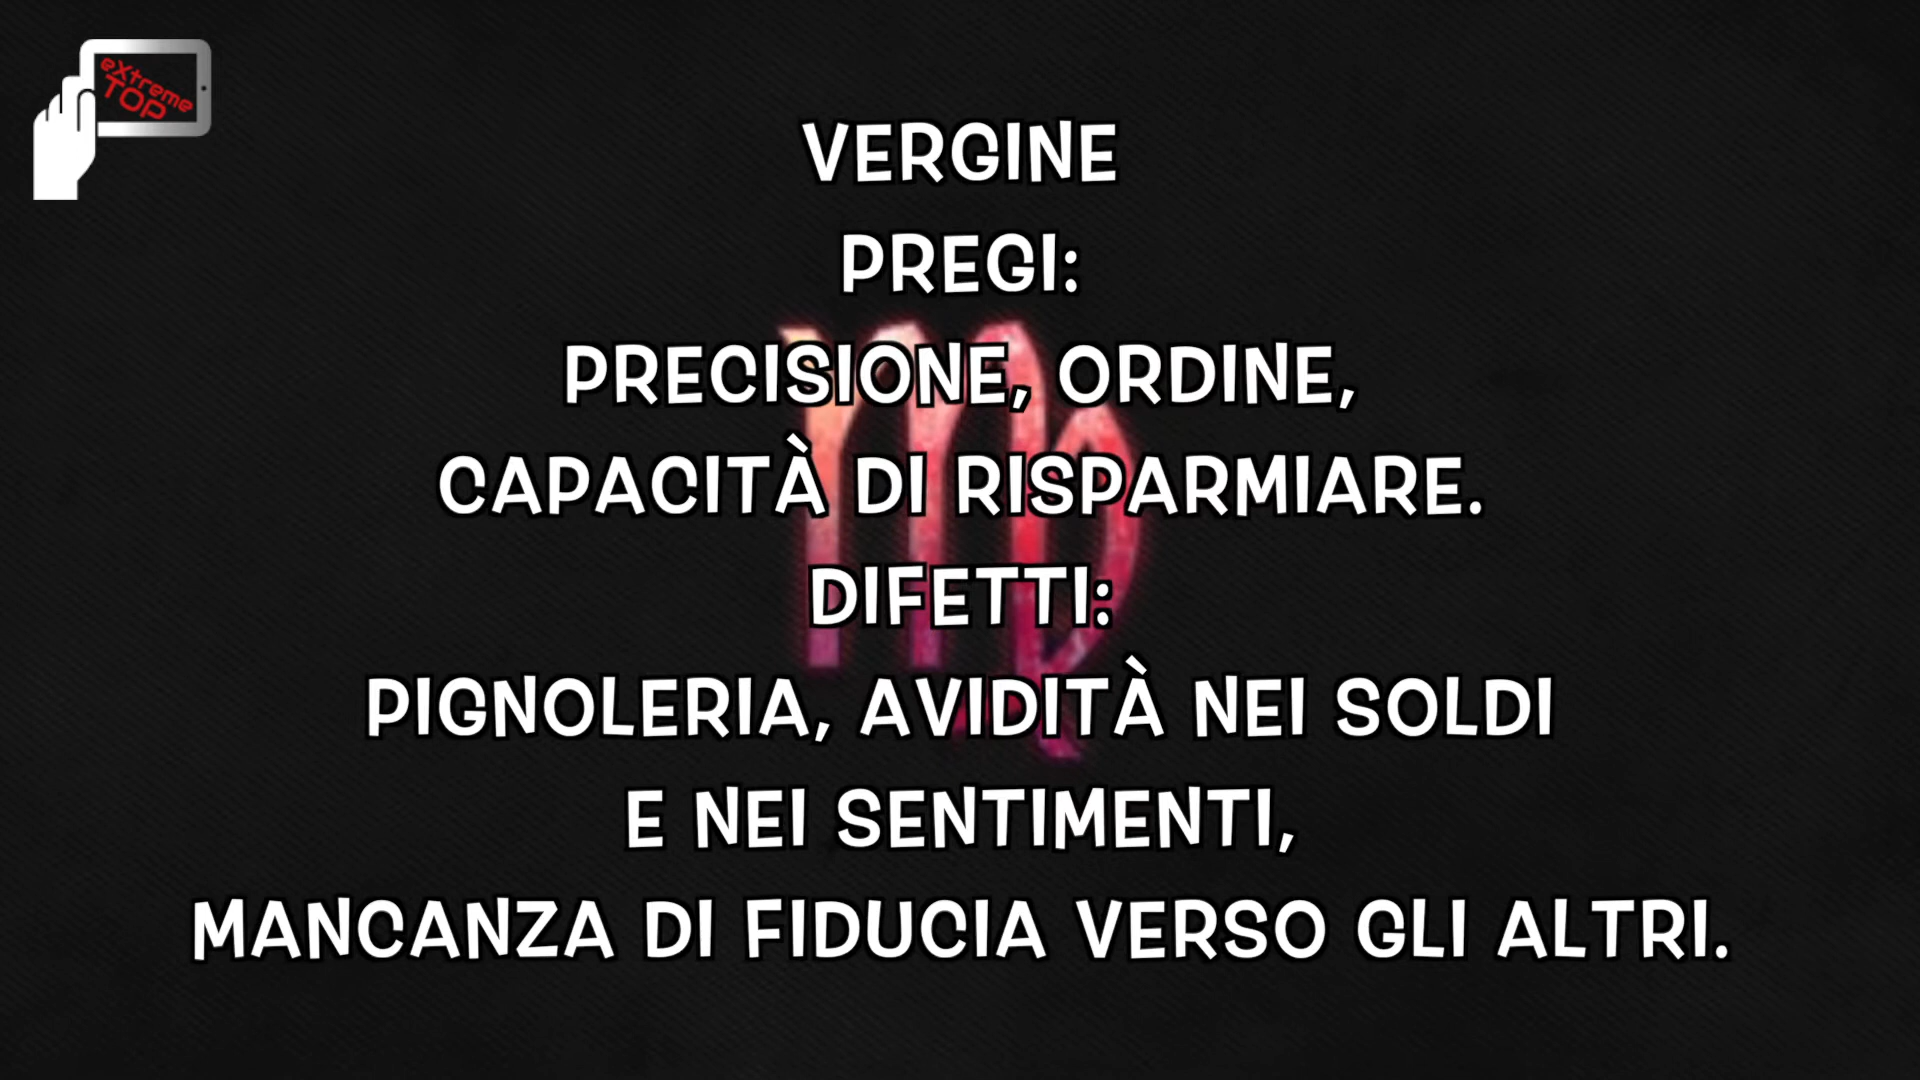 eXtreme
TOP
VERGINE
PREGI:
PRECISIONE, ORDINE,
CAPACITÀ DI RISPARMIARE.
DIFETTI:
PIGNOLERIA, AVIDITÀ NEI SOLDI
E NEI SENTIMENTI,
MANCANZA DI FIDUCIA VERSO GLI ALTRI.